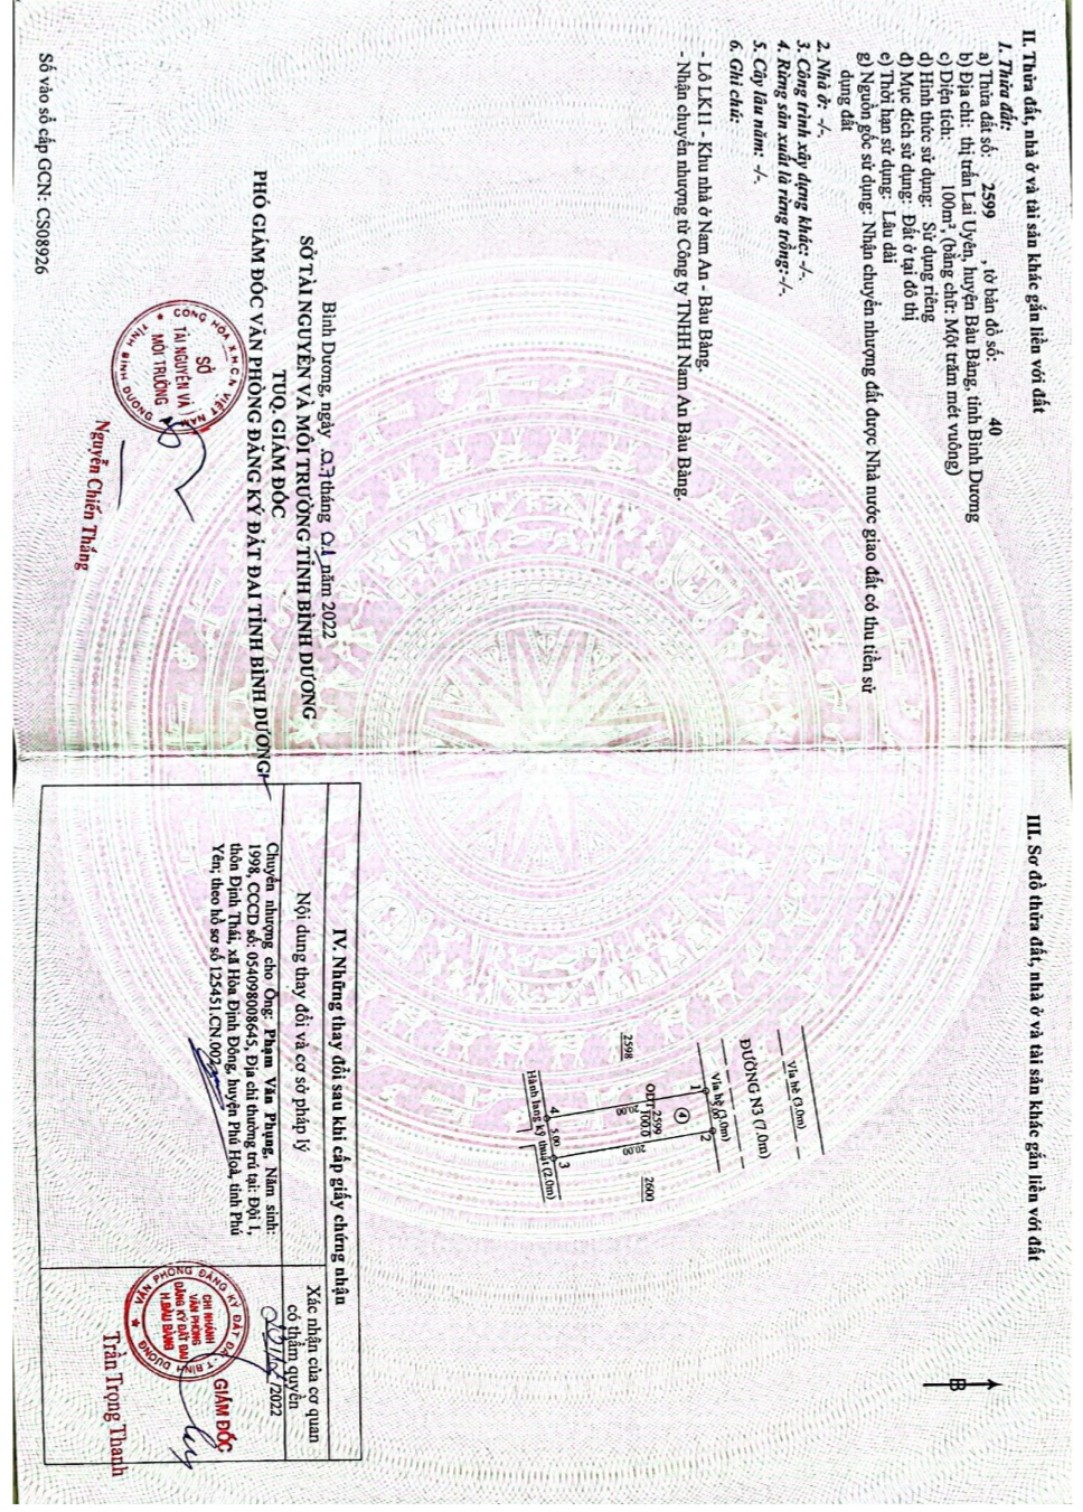 II. Thửa đất, nhà ở và tài sản khác gắn liền với đất
1. Thửa đất:
a) Thửa đất số: 2599 , tờ bản đồ số: 40
b) Địa chỉ: thị trấn Lai Uyên, huyện Bàu Bàng, tỉnh Bình Dương
c) Diện tích: 100m², (bằng chữ: Một trăm mét vuông)
d) Hình thức sử dụng: Sử dụng riêng
đ) Mục đích sử dụng: Đất ở tại đô thị
e) Thời hạn sử dụng: Lâu dài
g) Nguồn gốc sử dụng: Nhận chuyển nhượng đất được Nhà nước giao đất có thu tiền sử
dụng đất
2. Nhà ở: -/-.
3. Công trình xây dựng khác: -/-.
4. Rừng sản xuất là rừng trồng: -/-.
5. Cây lâu năm: -/-.
6. Ghi chú:
- Lô LK11 - Khu nhà ở Nam An - Bàu Bàng.
- Nhận chuyển nhượng từ Công ty TNHH Nam An Bàu Bàng.
Bình Dương, ngày 07 tháng 01 năm 2022
SỞ TÀI NGUYÊN VÀ MÔI TRƯỜNG TỈNH BÌNH DƯƠNG
TUQ. GIÁM ĐỐC
PHÓ GIÁM ĐỐC VĂN PHÒNG ĐĂNG KÝ ĐẤT ĐAI TỈNH BÌNH DƯƠNG
CỘNG HÒA X.H.C.N VIỆT NAM
SỞ
TÀI NGUYÊN VÀ
MÔI TRƯỜNG
TỈNH BÌNH DƯƠNG
Nguyễn Chiến Thắng
Số vào sổ cấp GCN: CS08926
III. Sơ đồ thửa đất, nhà ở và tài sản khác gắn liền với đất
B
Vỉa hè (3.0m)
ĐƯỜNG N3 (7.0m)
Vỉa hè (3.0m)
1
5.00
2
4
2598
ODT
2599
100.0
2600
4
5.00
3
Hành lang kỹ thuật (2.0m)
IV. Những thay đổi sau khi cấp giấy chứng nhận
Nội dung thay đổi và cơ sở pháp lý
Xác nhận của cơ quan
có thẩm quyền
Chuyển nhượng cho Ông: Phạm Văn Phụng, Năm sinh:
1998, CCCD số: 054098008645, Địa chỉ thường trú tại: Đội 1,
thôn Định Thái, xã Hòa Định Đông, huyện Phú Hoà, tỉnh Phú
Yên; theo hồ sơ số 125451.CN.002
/2022
GIÁM ĐỐC
VĂN PHÒNG ĐĂNG KÝ ĐẤT ĐAI T.BÌNH DƯƠNG
CHI NHÁNH
VĂN PHÒNG
ĐĂNG KÝ ĐẤT ĐAI
H.BÀU BÀNG
Trần Trọng Thanh